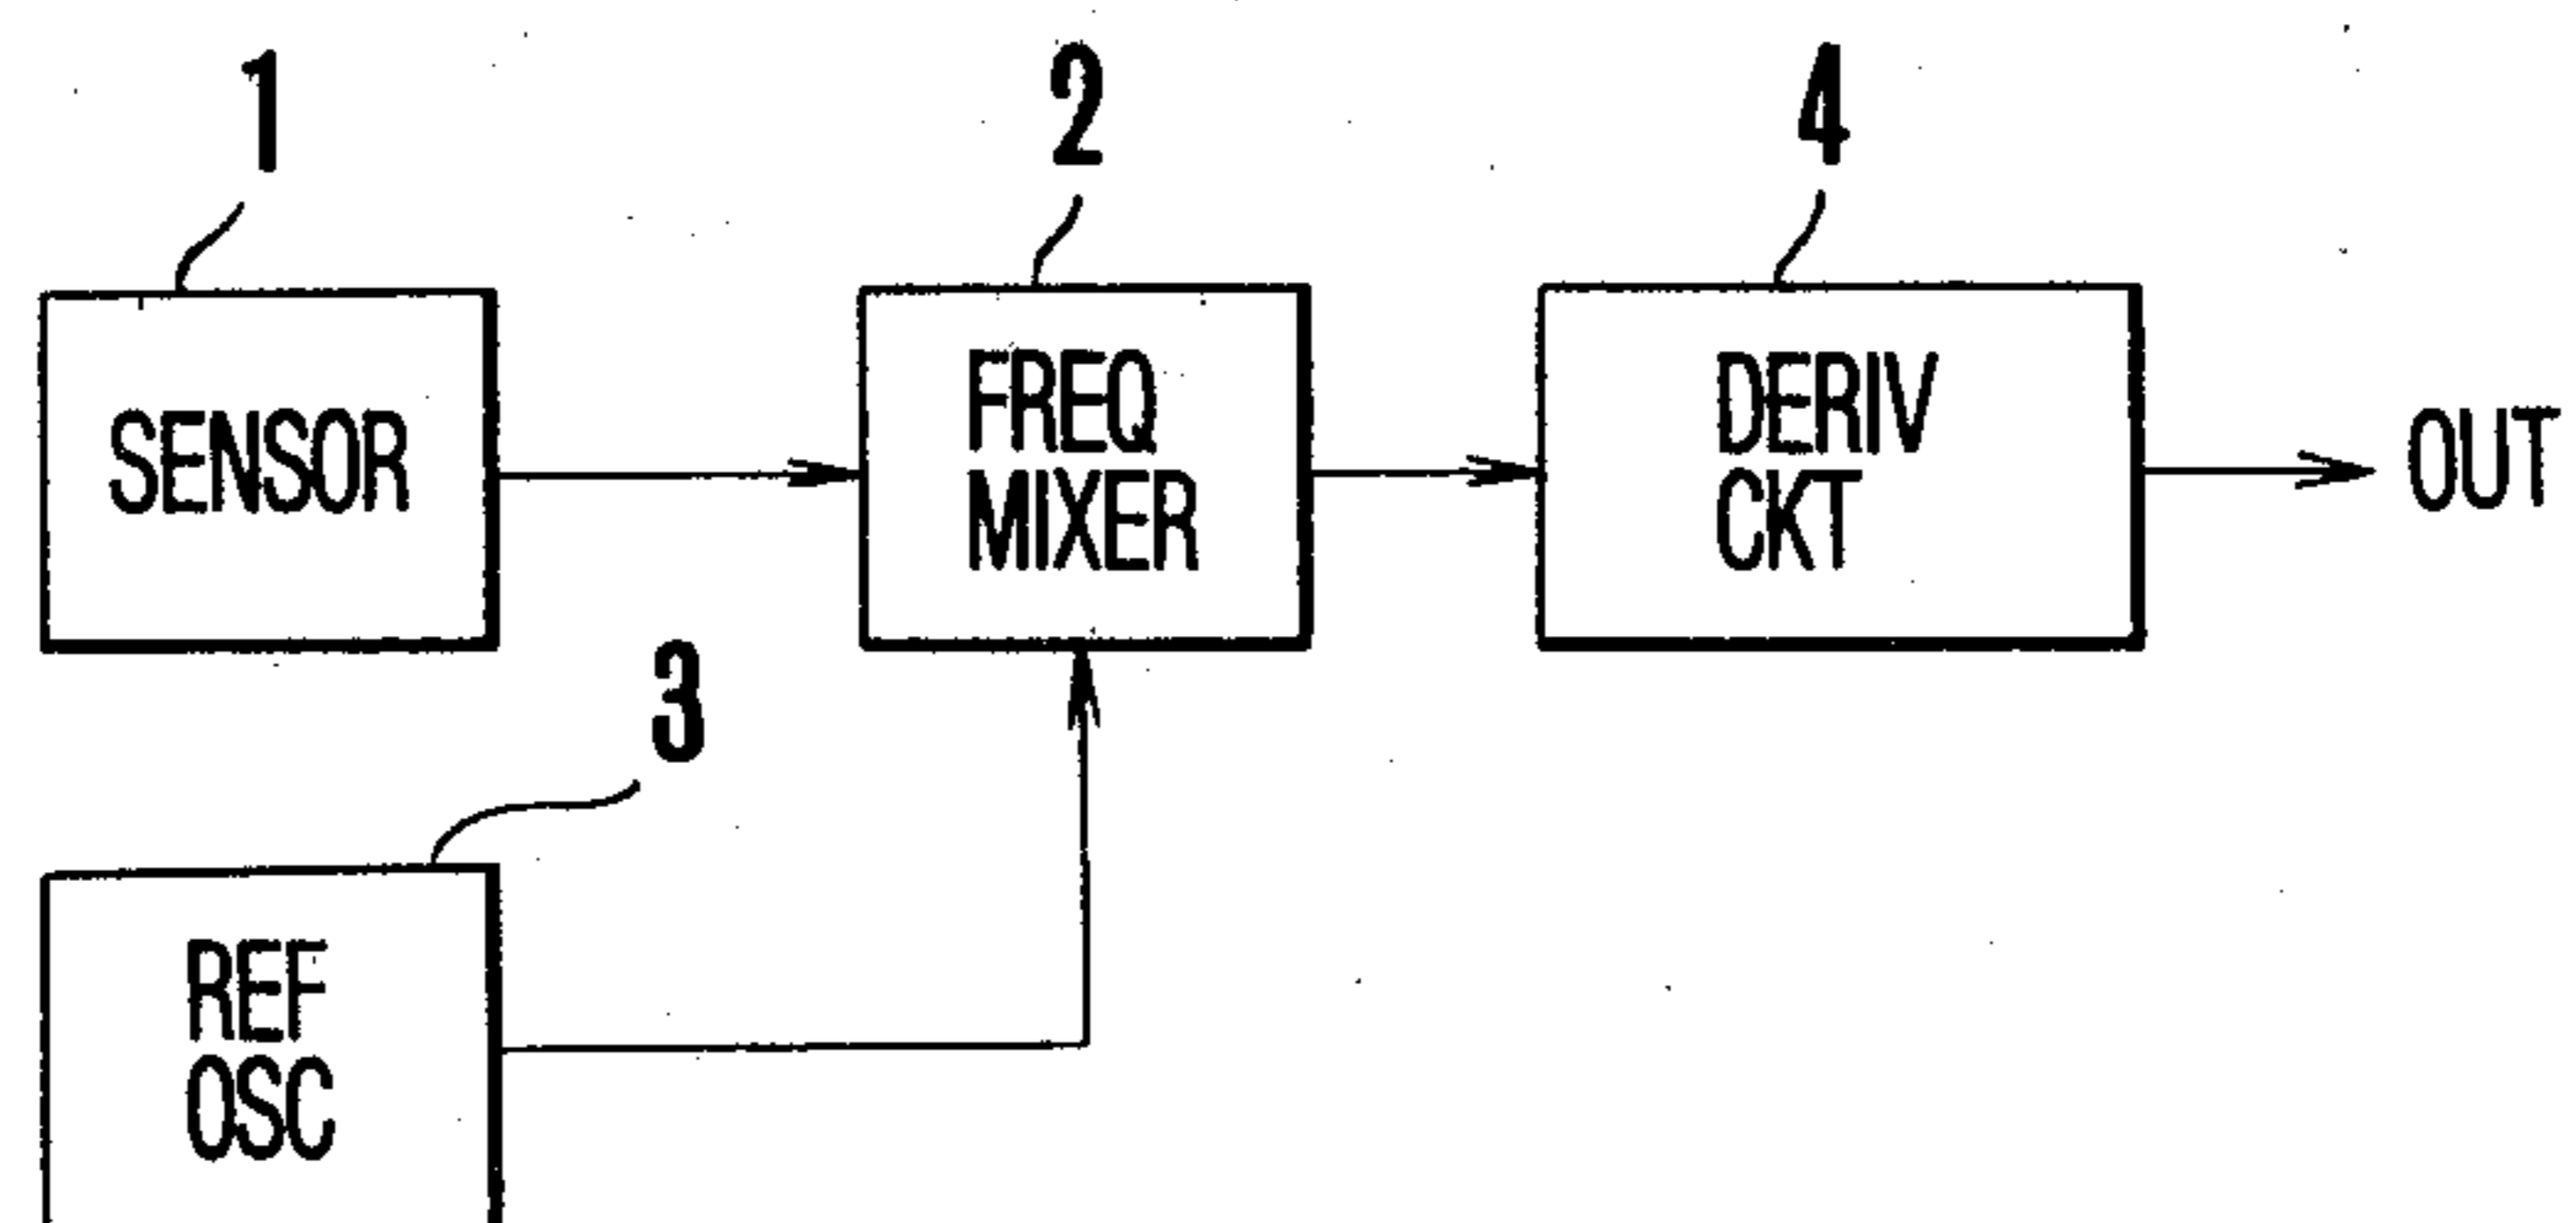 1
2
4
SENSOR
FREQ
MIXER
DERIV
CKT
OUT
3
REF
OSC